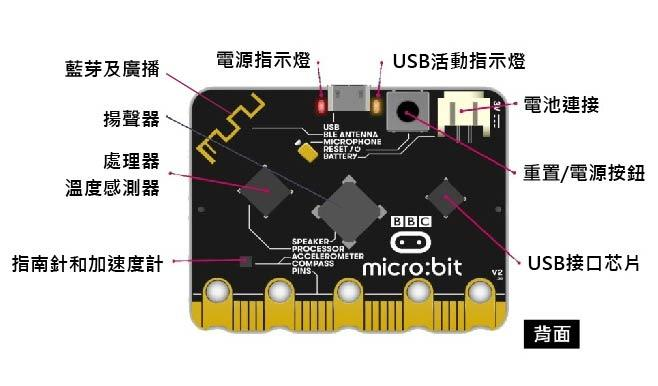 電源指示燈
USB活動指示燈
藍芽及廣播
電池連接
揚聲器
處理器
溫度感測器
重置/電源按鈕
指南針和加速度計
USB接口芯片
3V
USB
BLE ANTENNA
MICROPHONE
RESET / ⏻
BATTERY
BBC
micro:bit
SPEAKER
PROCESSOR
ACCELEROMETER
COMPASS
PINS
V2
背面